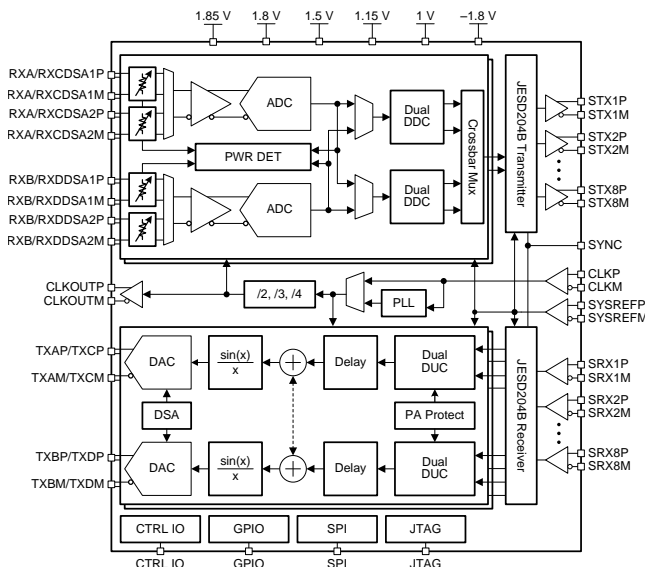 1.85 V 1.8 V 1.5 V 1.15 V 1 V –1.8 V
RXA/RXCDSA1P
RXA/RXCDSA1M
RXA/RXCDSA2P
RXA/RXCDSA2M
RXB/RXDDSA1P
RXB/RXDDSA1M
RXB/RXDDSA2P
RXB/RXDDSA2M
ADC
PWR DET
ADC
Dual
DDC
Dual
DDC
Crossbar Mux
JESD204B Transmitter
STX1P
STX1M
STX2P
STX2M
STX8P
STX8M
SYNC
CLKOUTP
CLKOUTM
/2, /3, /4
PLL
CLKP
CLKM
SYSREFP
SYSREFM
TXAP/TXCP
TXAM/TXCM
TXBP/TXDP
TXBM/TXDM
DAC
sin(x)
x
Delay
Dual
DUC
DSA
PA Protect
DAC
sin(x)
x
Delay
Dual
DUC
JESD204B Receiver
SRX1P
SRX1M
SRX2P
SRX2M
SRX8P
SRX8M
CTRL IO GPIO SPI JTAG
CTRL IO GPIO SPI JTAG